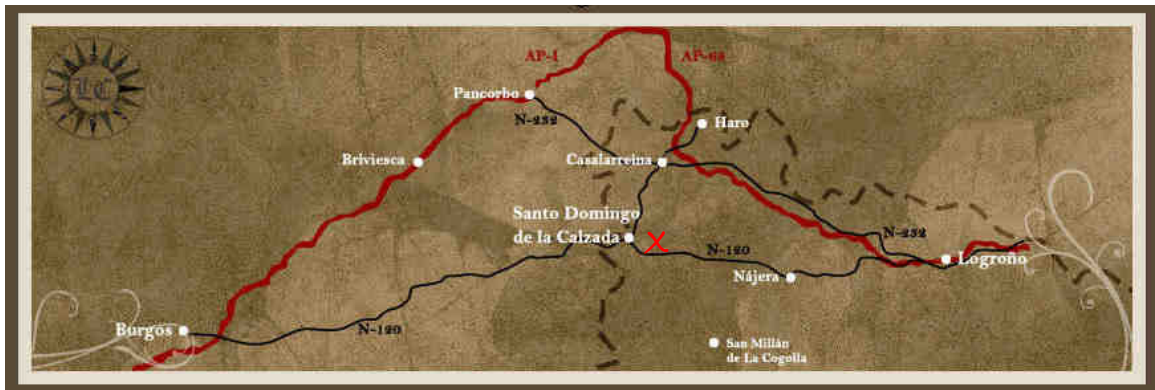 LC
AP-1
AP-68
Pancorbo
N-232
Haro
Briviesca
Casalarreina
Santo Domingo
de la Calzada
X
N-120
N-232
Logroño
Nájera
Burgos
N-120
San Millán
de La Cogolla